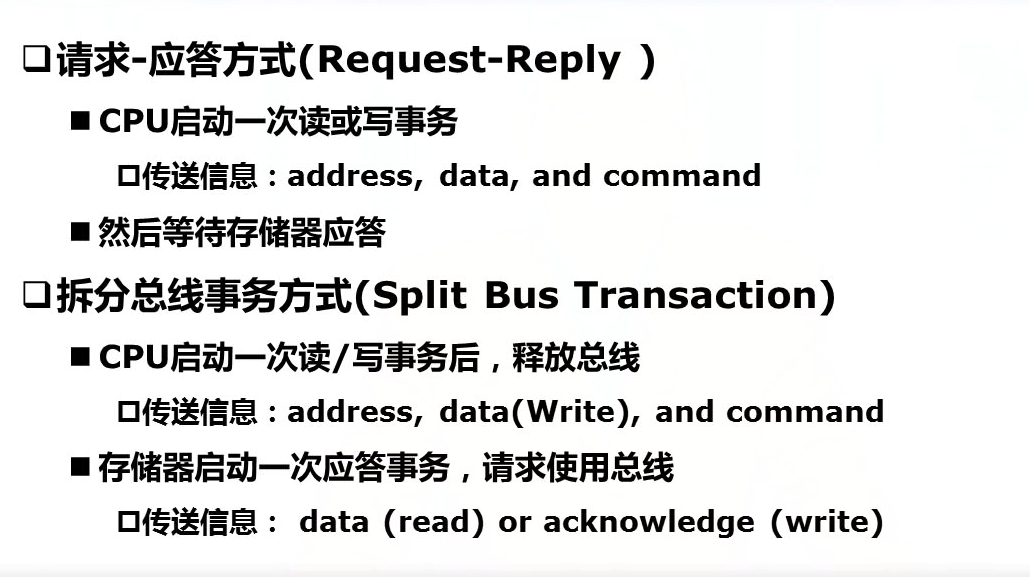 请求-应答方式(Request-Reply )
CPU启动一次读或写事务
传送信息：address, data, and command
然后等待存储器应答
拆分总线事务方式(Split Bus Transaction)
CPU启动一次读/写事务后，释放总线
传送信息：address, data(Write), and command
存储器启动一次应答事务，请求使用总线
传送信息： data (read) or acknowledge (write)